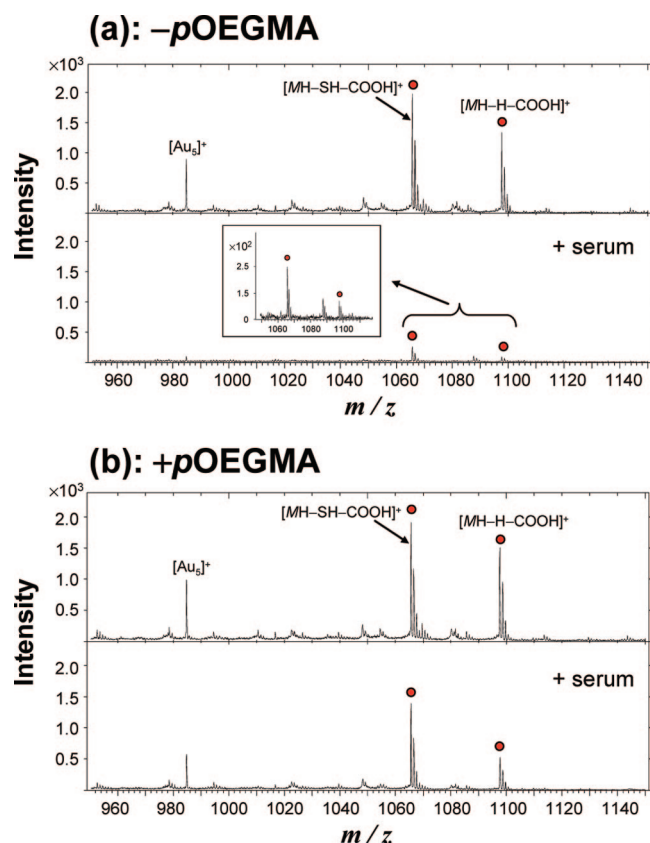 (a): –pOEGMA
×10³
2.0
1.5
1.0
0.5
[Au₅]⁺
[MH–SH–COOH]⁺
[MH–H–COOH]⁺
Intensity
2.0
1.5
1.0
0.5
+ serum
×10²
2.5
1.5
0
1060 1080 1100
960 980 1000 1020 1040 1060 1080 1100 1120 1140
m / z
(b): +pOEGMA
×10³
2.0
1.5
1.0
0.5
[Au₅]⁺
[MH–SH–COOH]⁺
[MH–H–COOH]⁺
Intensity
2.0
1.5
1.0
0.5
+ serum
960 980 1000 1020 1040 1060 1080 1100 1120 1140
m / z